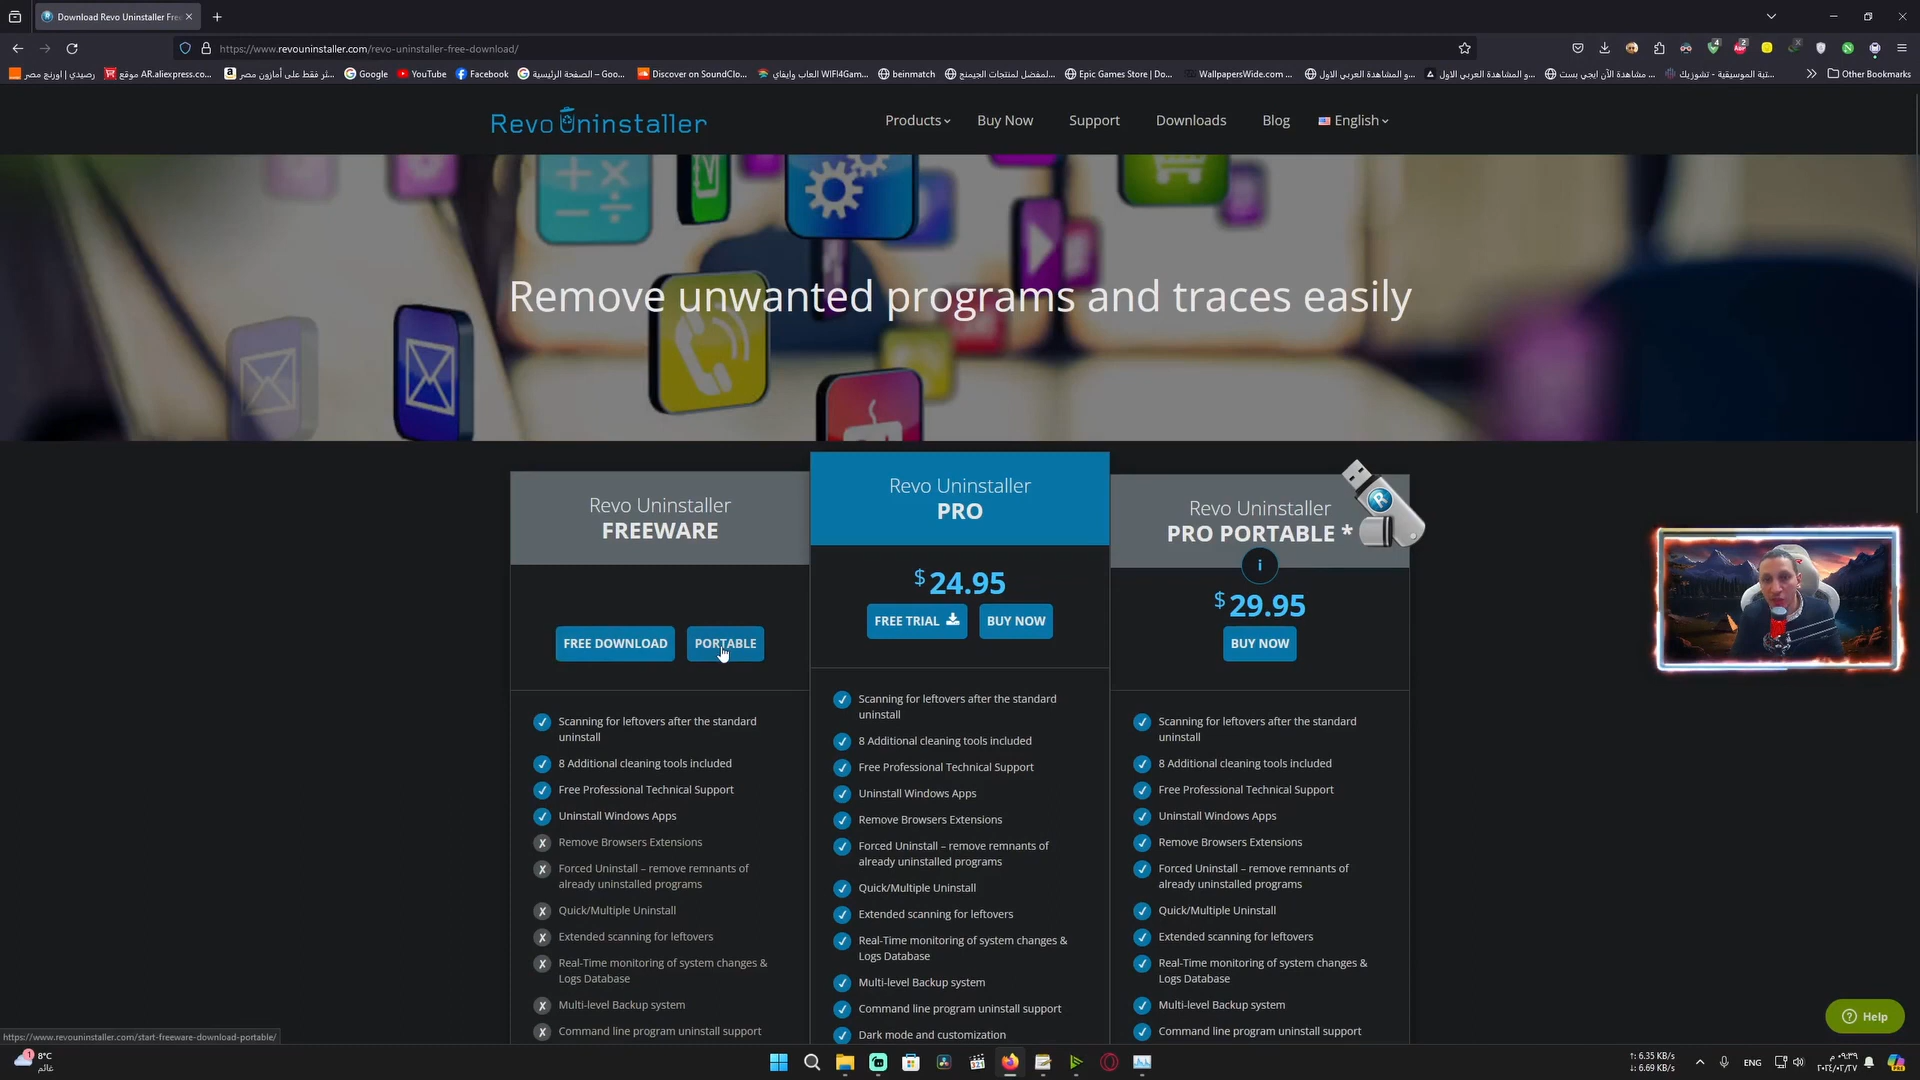 Download Revo Uninstaller Fre
https://www.revouninstaller.com/revo-uninstaller-free-download/
رصيدي | اورنج مصر
موقع AR.aliexpress.co...
...ثر فقط على أمازون مصر
Google
YouTube
Facebook
الصفحة الرئيسية – Goo...
Discover on SoundClo...
العاب وايفاي WIFI4Gam...
beinmatch
...المفضل لمنتجات الجيمنج
Epic Games Store | Do...
WallpapersWide.com ...
...و المشاهدة العربي الاول
...و المشاهدة العربي الاول
... مشاهدة الآن ايجي بست
...تبة الموسيقية - تشوزيك
Other Bookmarks
Revo Uninstaller
Products
Buy Now
Support
Downloads
Blog
English
Remove unwanted programs and traces easily
Revo Uninstaller
FREEWARE
FREE DOWNLOAD
PORTABLE
Scanning for leftovers after the standard
uninstall
8 Additional cleaning tools included
Free Professional Technical Support
Uninstall Windows Apps
Remove Browsers Extensions
Forced Uninstall – remove remnants of
already uninstalled programs
Quick/Multiple Uninstall
Extended scanning for leftovers
Real-Time monitoring of system changes &
Logs Database
Multi-level Backup system
Command line program uninstall support
Revo Uninstaller
PRO
$24.95
FREE TRIAL
BUY NOW
Scanning for leftovers after the standard
uninstall
8 Additional cleaning tools included
Free Professional Technical Support
Uninstall Windows Apps
Remove Browsers Extensions
Forced Uninstall – remove remnants of
already uninstalled programs
Quick/Multiple Uninstall
Extended scanning for leftovers
Real-Time monitoring of system changes &
Logs Database
Multi-level Backup system
Command line program uninstall support
Dark mode and customization
Revo Uninstaller
PRO PORTABLE *
i
$29.95
BUY NOW
Scanning for leftovers after the standard
uninstall
8 Additional cleaning tools included
Free Professional Technical Support
Uninstall Windows Apps
Remove Browsers Extensions
Forced Uninstall – remove remnants of
already uninstalled programs
Quick/Multiple Uninstall
Extended scanning for leftovers
Real-Time monitoring of system changes &
Logs Database
Multi-level Backup system
Command line program uninstall support
Help
https://www.revouninstaller.com/start-freeware-download-portable/
8°C
غائم
↑: 6.35 KB/s
↓: 6.69 KB/s
ENG
٠٩:٣٩ م
٢٠٢٤/٠٢/٢٧